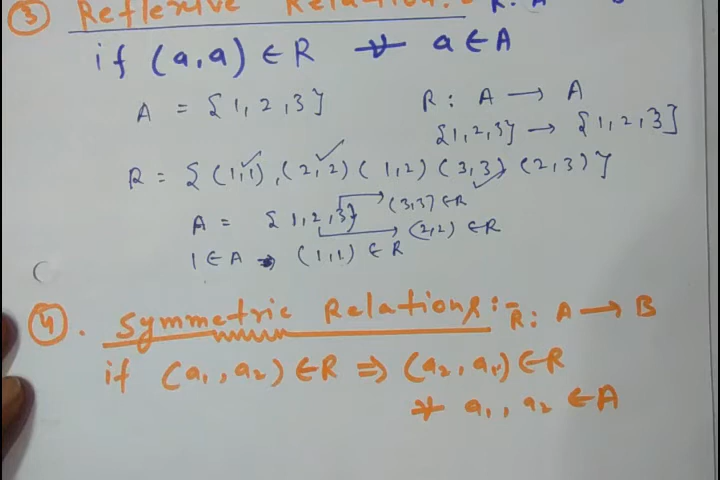 ③ Reflexive Relation:- R: A
if (a,a) ∈ R ∀ a ∈ A
A = {1,2,3} R: A → A
{1,2,3} → {1,2,3}
R = {(1,1), (2,2) (1,2) (3,3) (2,3)}
A = {1,2,3} (3,3) ∈ R
(2,2) ∈ R
1 ∈ A ⇒ (1,1) ∈ R
④. Symmetric Relations:- R: A → B
if (a₁, a₂) ∈ R ⇒ (a₂, a₁) ∈ R
∀ a₁, a₂ ∈ A